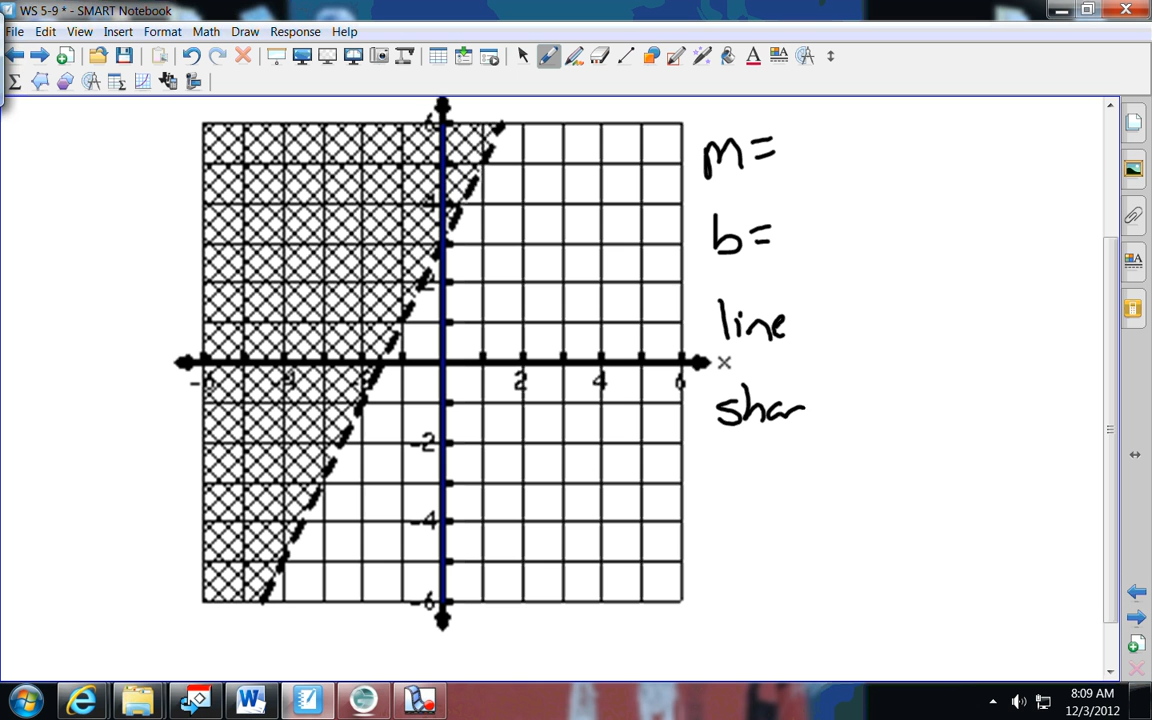 WS 5-9 * - SMART Notebook
File Edit View Insert Format Math Draw Response Help
6
m=
4
b=
2
line
-6 -4 2 4 6 x
shar
-2
-4
-6
8:09 AM
12/3/2012